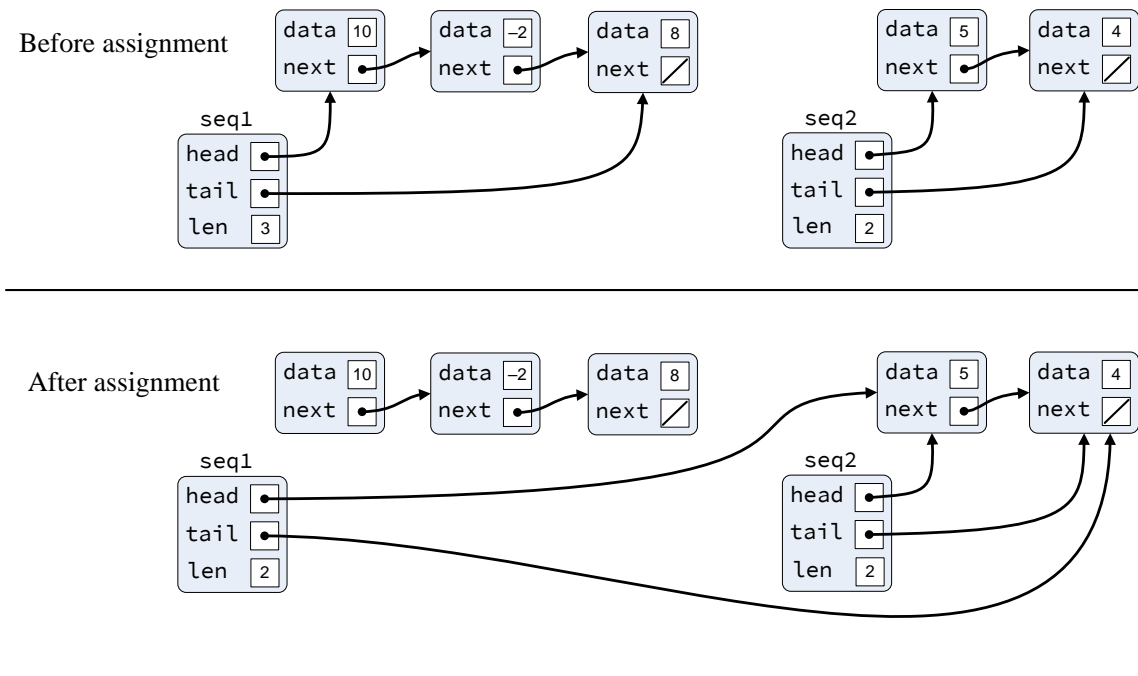 Before assignment
data 10
next
data –2
next
data 8
next
data 5
next
data 4
next
seq1
head
tail
len 3
seq2
head
tail
len 2
After assignment
data 10
next
data –2
next
data 8
next
data 5
next
data 4
next
seq1
head
tail
len 2
seq2
head
tail
len 2